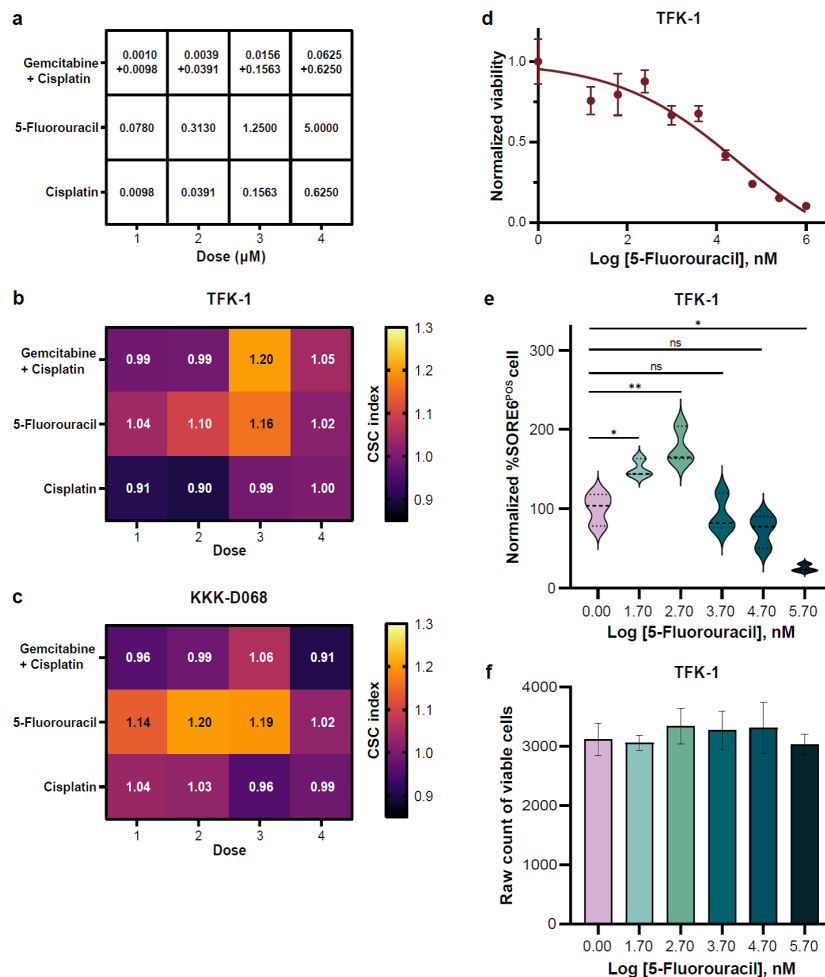 a
Gemcitabine
+ Cisplatin
0.0010
+0.0098
0.0039
+0.0391
0.0156
+0.1563
0.0625
+0.6250
5-Fluorouracil
0.0780
0.3130
1.2500
5.0000
Cisplatin
0.0098
0.0391
0.1563
0.6250
1
2
3
4
Dose (µM)
b
TFK-1
Gemcitabine
+ Cisplatin
0.99
0.99
1.20
1.05
5-Fluorouracil
1.04
1.10
1.16
1.02
Cisplatin
0.91
0.90
0.99
1.00
1
2
3
4
Dose
1.3
1.2
1.1
1.0
0.9
CSC index
c
KKK-D068
Gemcitabine
+ Cisplatin
0.96
0.99
1.06
0.91
5-Fluorouracil
1.14
1.20
1.19
1.02
Cisplatin
1.04
1.03
0.96
0.99
1
2
3
4
Dose
1.3
1.2
1.1
1.0
0.9
CSC index
d
TFK-1
Normalized viability
1.0
0.5
0.0
0
2
4
6
Log [5-Fluorouracil], nM
e
TFK-1
Normalized %SORE6POS cell
300
200
100
0
*
ns
ns
**
*
0.00
1.70
2.70
3.70
4.70
5.70
Log [5-Fluorouracil], nM
f
TFK-1
Raw count of viable cells
4000
3000
2000
1000
0
0.00
1.70
2.70
3.70
4.70
5.70
Log [5-Fluorouracil], nM